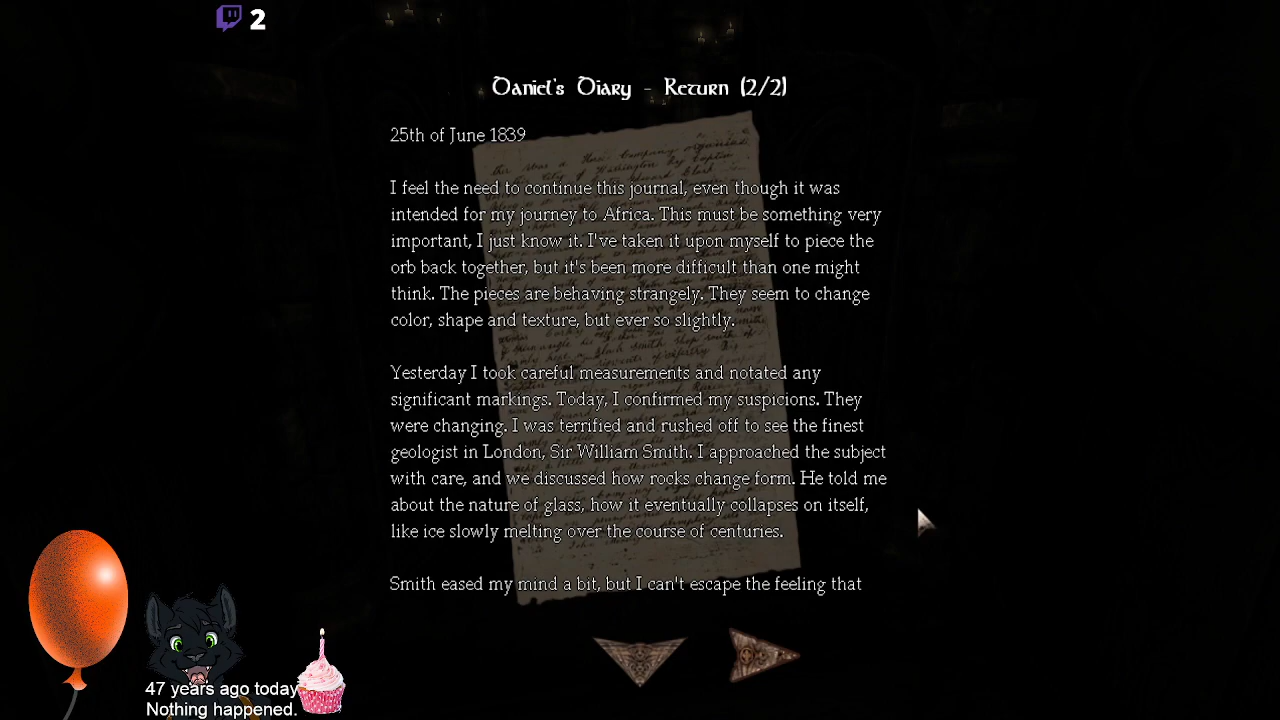 2
Daniel's Diary - Return (2/2)
25th of June 1839
I feel the need to continue this journal, even though it was
intended for my journey to Africa. This must be something very
important, I just know it. I've taken it upon myself to piece the
orb back together, but it's been more difficult than one might
think. The pieces are behaving strangely. They seem to change
color, shape and texture, but ever so slightly.
Yesterday I took careful measurements and notated any
significant markings. Today, I confirmed my suspicions. They
were changing. I was terrified and rushed off to see the finest
geologist in London, Sir William Smith. I approached the subject
with care, and we discussed how rocks change form. He told me
about the nature of glass, how it eventually collapses on itself,
like ice slowly melting over the course of centuries.
Smith eased my mind a bit, but I can't escape the feeling that
47 years ago today
Nothing happened.